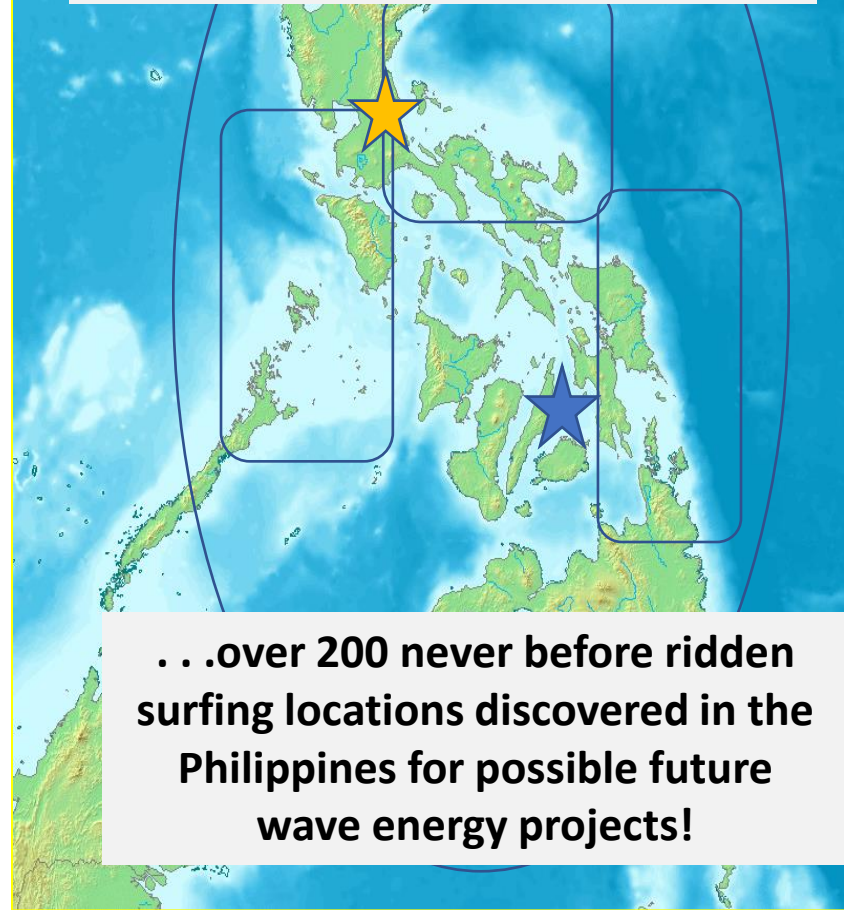 . . .over 200 never before ridden
surfing locations discovered in the
Philippines for possible future
wave energy projects!